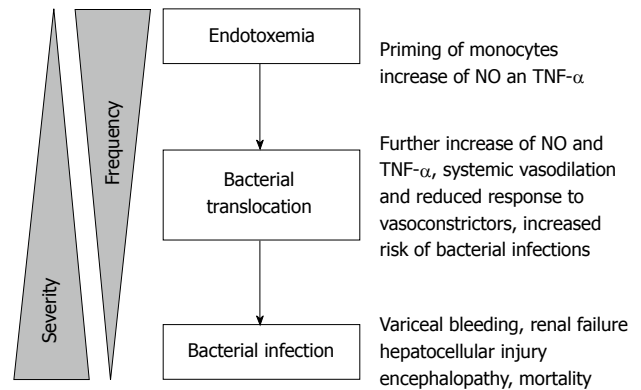 Endotoxemia
Priming of monocytes
increase of NO an TNF-α
Frequency
Bacterial
translocation
Further increase of NO and
TNF-α, systemic vasodilation
and reduced response to
vasoconstrictors, increased
risk of bacterial infections
Severity
Bacterial infection
Variceal bleeding, renal failure
hepatocellular injury
encephalopathy, mortality